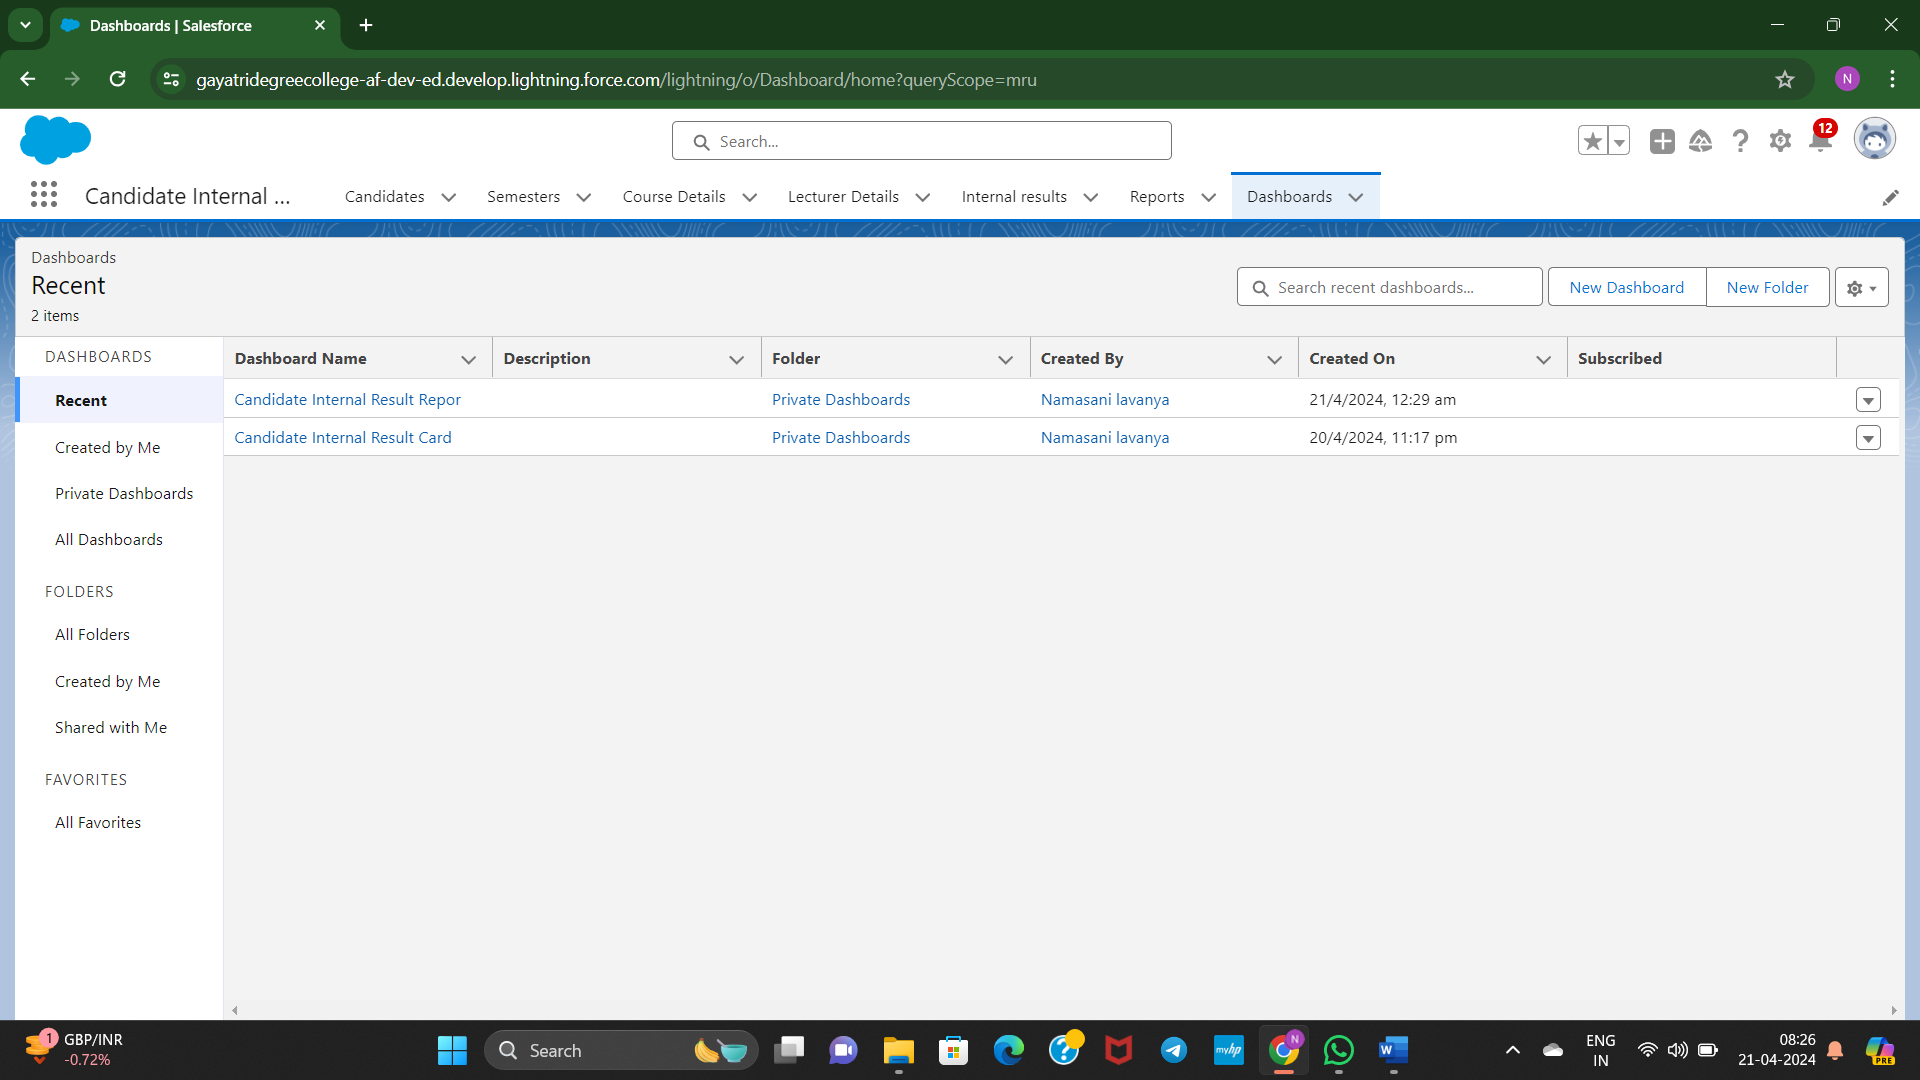 Dashboards | Salesforce
gayatridegreecollege-af-dev-ed.develop.lightning.force.com/lightning/o/Dashboard/home?queryScope=mru
N
Search...
12
Candidate Internal ...
Candidates
Semesters
Course Details
Lecturer Details
Internal results
Reports
Dashboards
Dashboards
Recent
2 items
Search recent dashboards...
New Dashboard
New Folder
DASHBOARDS
Recent
Created by Me
Private Dashboards
All Dashboards
FOLDERS
All Folders
Created by Me
Shared with Me
FAVORITES
All Favorites
Dashboard Name Description Folder Created By Created On Subscribed
Candidate Internal Result Repor Private Dashboards Namasani lavanya 21/4/2024, 12:29 am
Candidate Internal Result Card Private Dashboards Namasani lavanya 20/4/2024, 11:17 pm
1
GBP/INR
-0.72%
Search
myhp
N
W
ENG
IN
08:26
21-04-2024
PRE